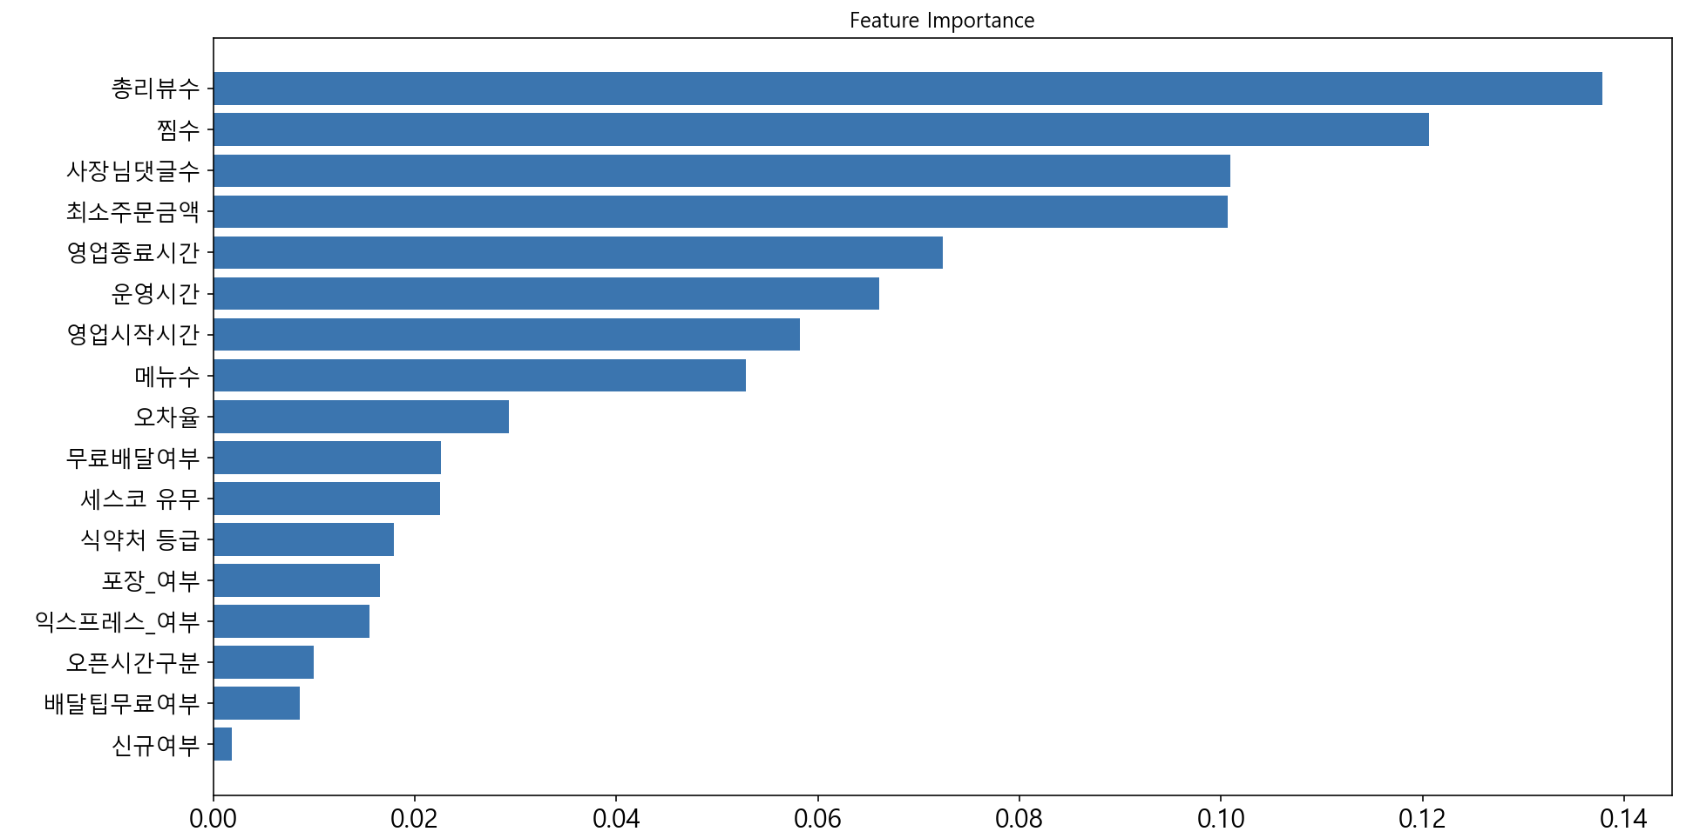 Feature Importance
총리뷰수
찜수
사장님댓글수
최소주문금액
영업종료시간
운영시간
영업시작시간
메뉴수
오차율
무료배달여부
세스코 유무
식약처 등급
포장_여부
익스프레스_여부
오픈시간구분
배달팁무료여부
신규여부
0.00 0.02 0.04 0.06 0.08 0.10 0.12 0.14